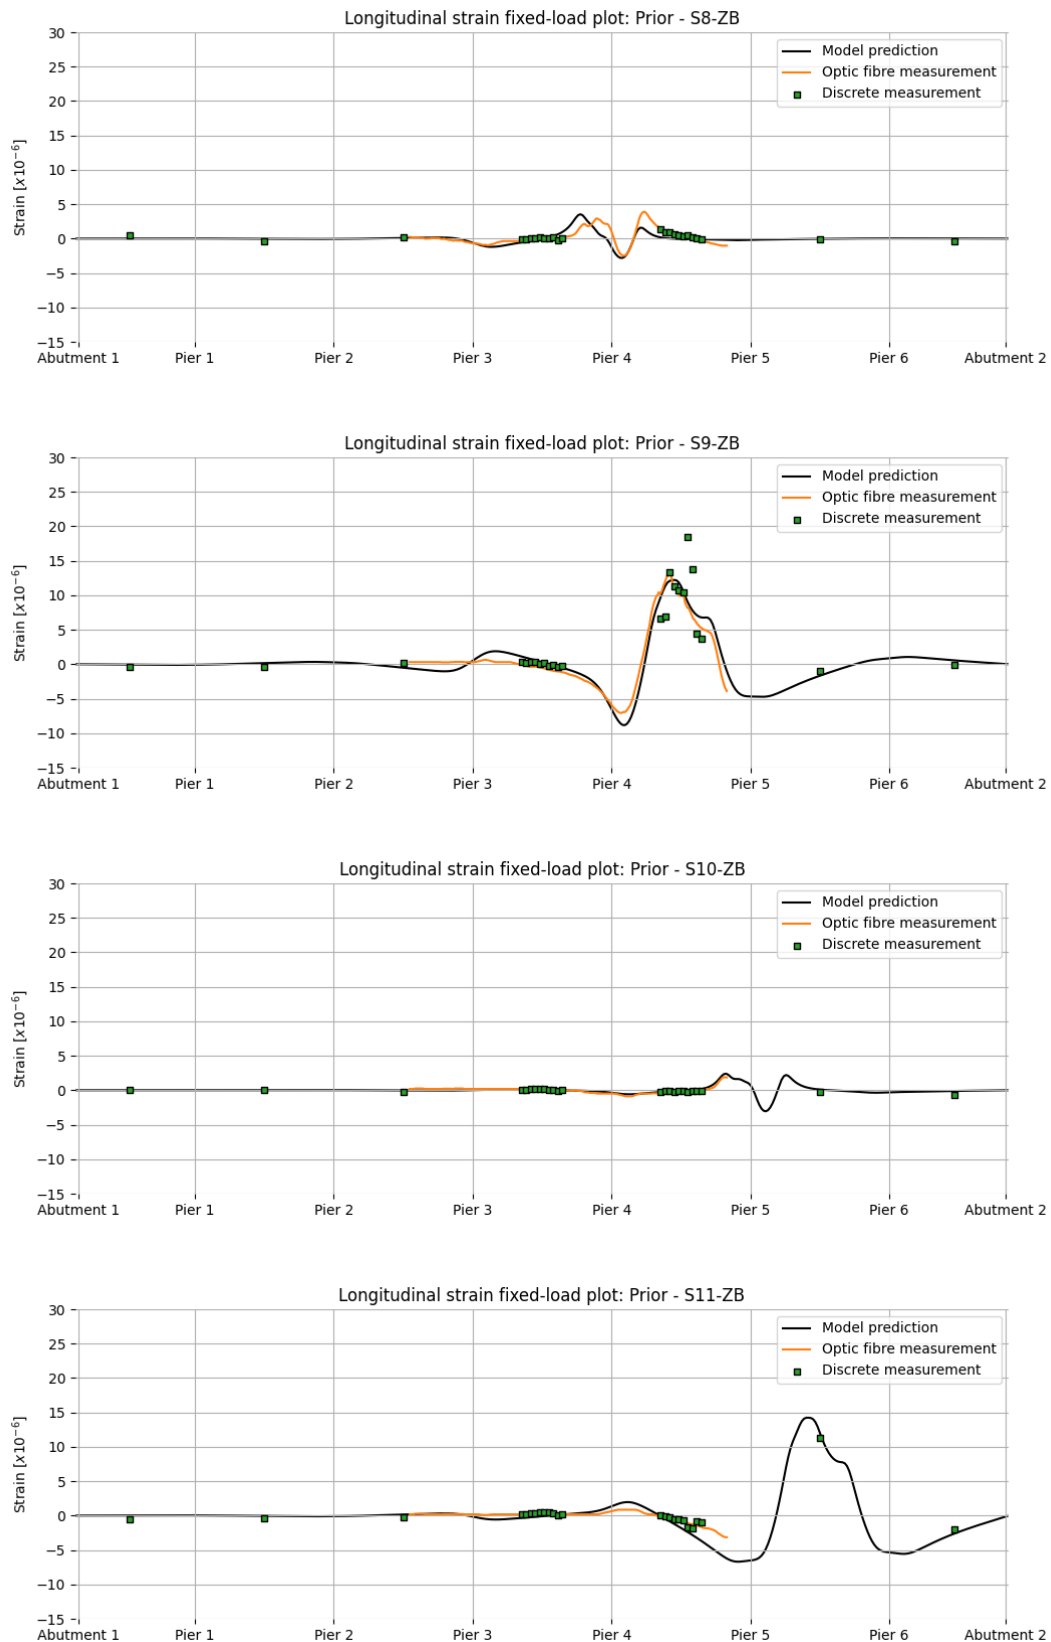 Longitudinal strain fixed-load plot: Prior - S8-ZB
30
25
20
15
10
5
0
−5
−10
−15
Strain [x10⁻⁶]
Model prediction
Optic fibre measurement
Discrete measurement
Abutment 1 Pier 1 Pier 2 Pier 3 Pier 4 Pier 5 Pier 6 Abutment 2
Longitudinal strain fixed-load plot: Prior - S9-ZB
30
25
20
15
10
5
0
−5
−10
−15
Strain [x10⁻⁶]
Model prediction
Optic fibre measurement
Discrete measurement
Abutment 1 Pier 1 Pier 2 Pier 3 Pier 4 Pier 5 Pier 6 Abutment 2
Longitudinal strain fixed-load plot: Prior - S10-ZB
30
25
20
15
10
5
0
−5
−10
−15
Strain [x10⁻⁶]
Model prediction
Optic fibre measurement
Discrete measurement
Abutment 1 Pier 1 Pier 2 Pier 3 Pier 4 Pier 5 Pier 6 Abutment 2
Longitudinal strain fixed-load plot: Prior - S11-ZB
30
25
20
15
10
5
0
−5
−10
−15
Strain [x10⁻⁶]
Model prediction
Optic fibre measurement
Discrete measurement
Abutment 1 Pier 1 Pier 2 Pier 3 Pier 4 Pier 5 Pier 6 Abutment 2